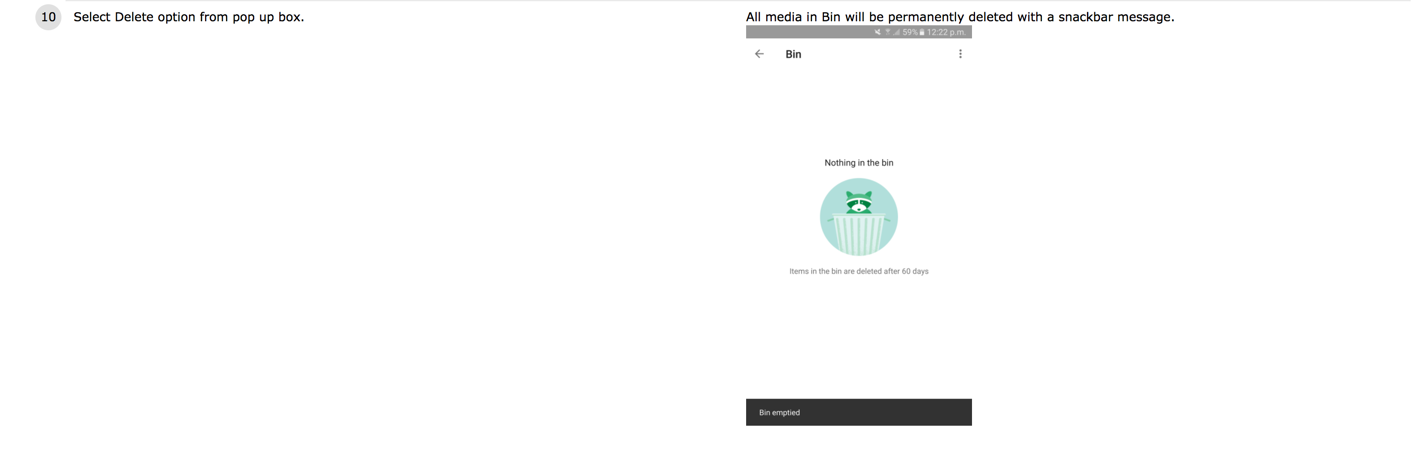 10 Select Delete option from pop up box.
All media in Bin will be permanently deleted with a snackbar message.
59% 12:22 p.m.
Bin
Nothing in the bin
Items in the bin are deleted after 60 days
Bin emptied